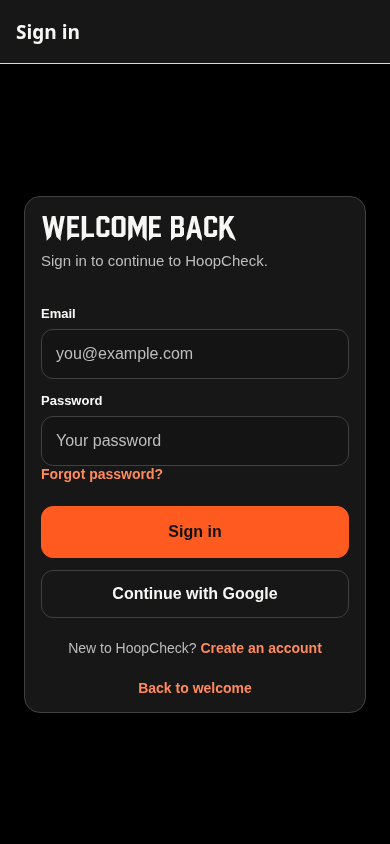 Sign in
WELCOME BACK
Sign in to continue to HoopCheck.
Email
you@example.com
Password
Your password
Forgot password?
Sign in
Continue with Google
New to HoopCheck? Create an account
Back to welcome